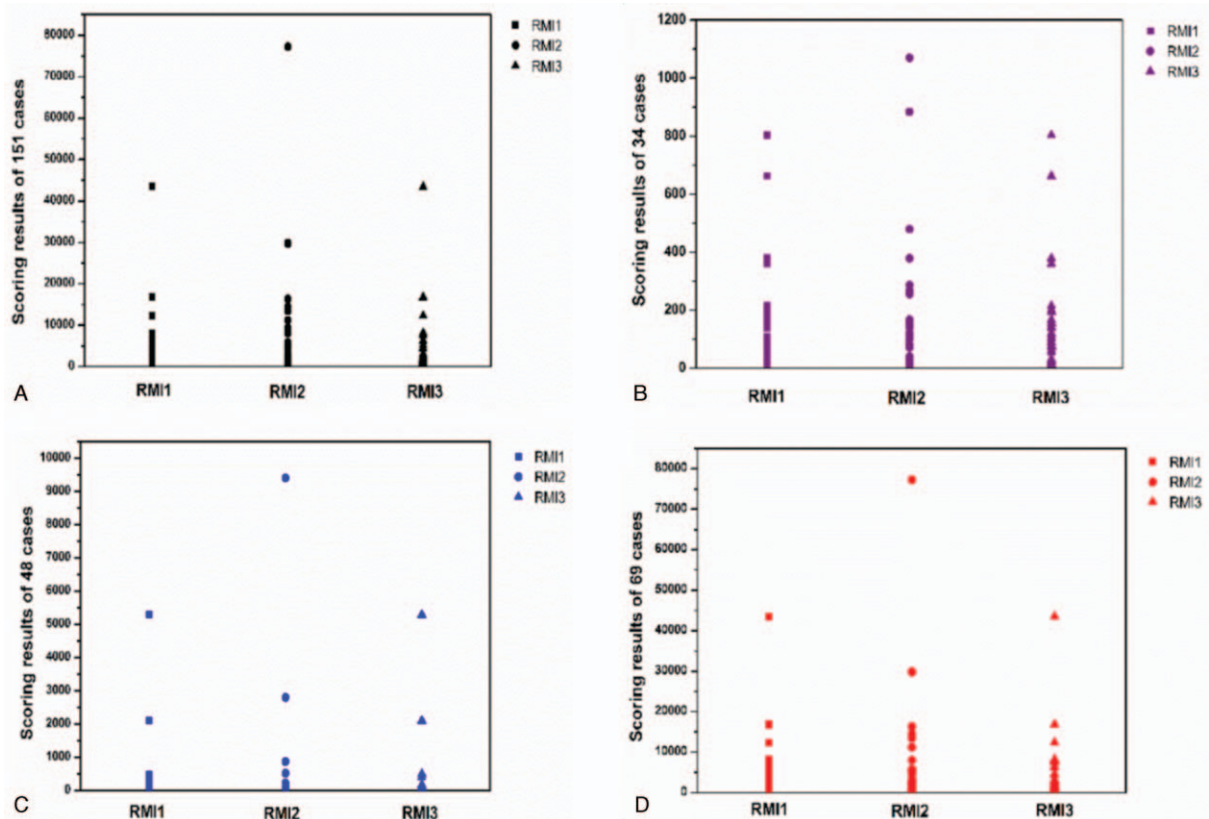 RMI1
RMI2
RMI3
80000
70000
60000
50000
40000
30000
20000
10000
0
Scoring results of 151 cases
RMI1 RMI2 RMI3
A
RMI1
RMI2
RMI3
1200
1000
800
600
400
200
0
Scoring results of 34 cases
RMI1 RMI2 RMI3
B
RMI1
RMI2
RMI3
10000
9000
8000
7000
6000
5000
4000
3000
2000
1000
0
Scoring results of 48 cases
RMI1 RMI2 RMI3
C
RMI1
RMI2
RMI3
80000
70000
60000
50000
40000
30000
20000
10000
0
Scoring results of 69 cases
RMI1 RMI2 RMI3
D